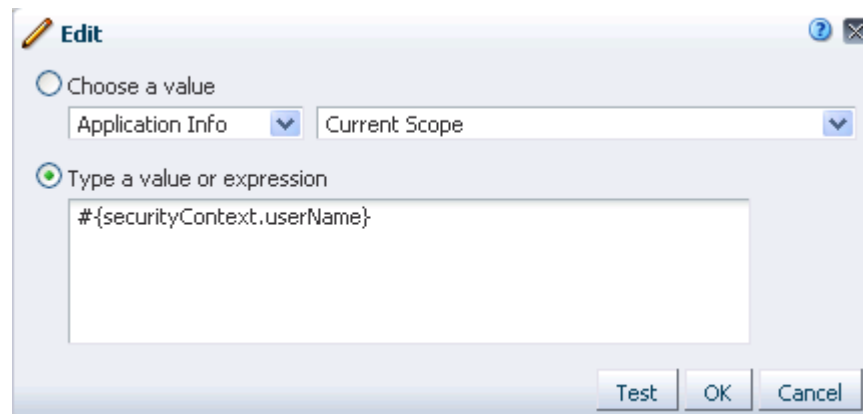 Edit
Choose a value
Application Info Current Scope
Type a value or expression
#{securityContext.userName}
Test OK Cancel